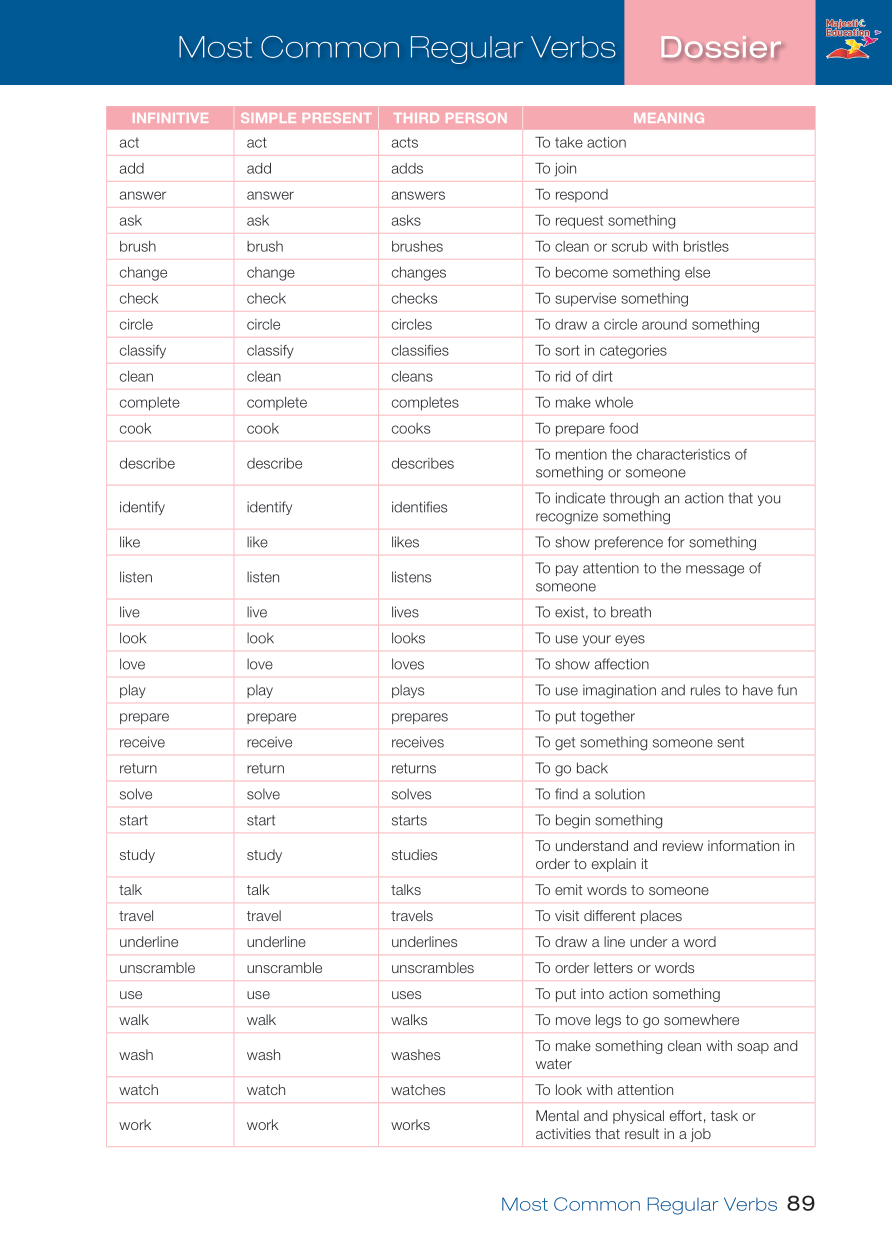 Most Common Regular Verbs Dossier
Majestic
Education
INFINITIVE SIMPLE PRESENT THIRD PERSON MEANING
act act acts To take action
add add adds To join
answer answer answers To respond
ask ask asks To request something
brush brush brushes To clean or scrub with bristles
change change changes To become something else
check check checks To supervise something
circle circle circles To draw a circle around something
classify classify classifies To sort in categories
clean clean cleans To rid of dirt
complete complete completes To make whole
cook cook cooks To prepare food
describe describe describes To mention the characteristics of
something or someone
identify identify identifies To indicate through an action that you
recognize something
like like likes To show preference for something
listen listen listens To pay attention to the message of
someone
live live lives To exist, to breath
look look looks To use your eyes
love love loves To show affection
play play plays To use imagination and rules to have fun
prepare prepare prepares To put together
receive receive receives To get something someone sent
return return returns To go back
solve solve solves To find a solution
start start starts To begin something
study study studies To understand and review information in
order to explain it
talk talk talks To emit words to someone
travel travel travels To visit different places
underline underline underlines To draw a line under a word
unscramble unscramble unscrambles To order letters or words
use use uses To put into action something
walk walk walks To move legs to go somewhere
wash wash washes To make something clean with soap and
water
watch watch watches To look with attention
work work works Mental and physical effort, task or
activities that result in a job
Most Common Regular Verbs 89